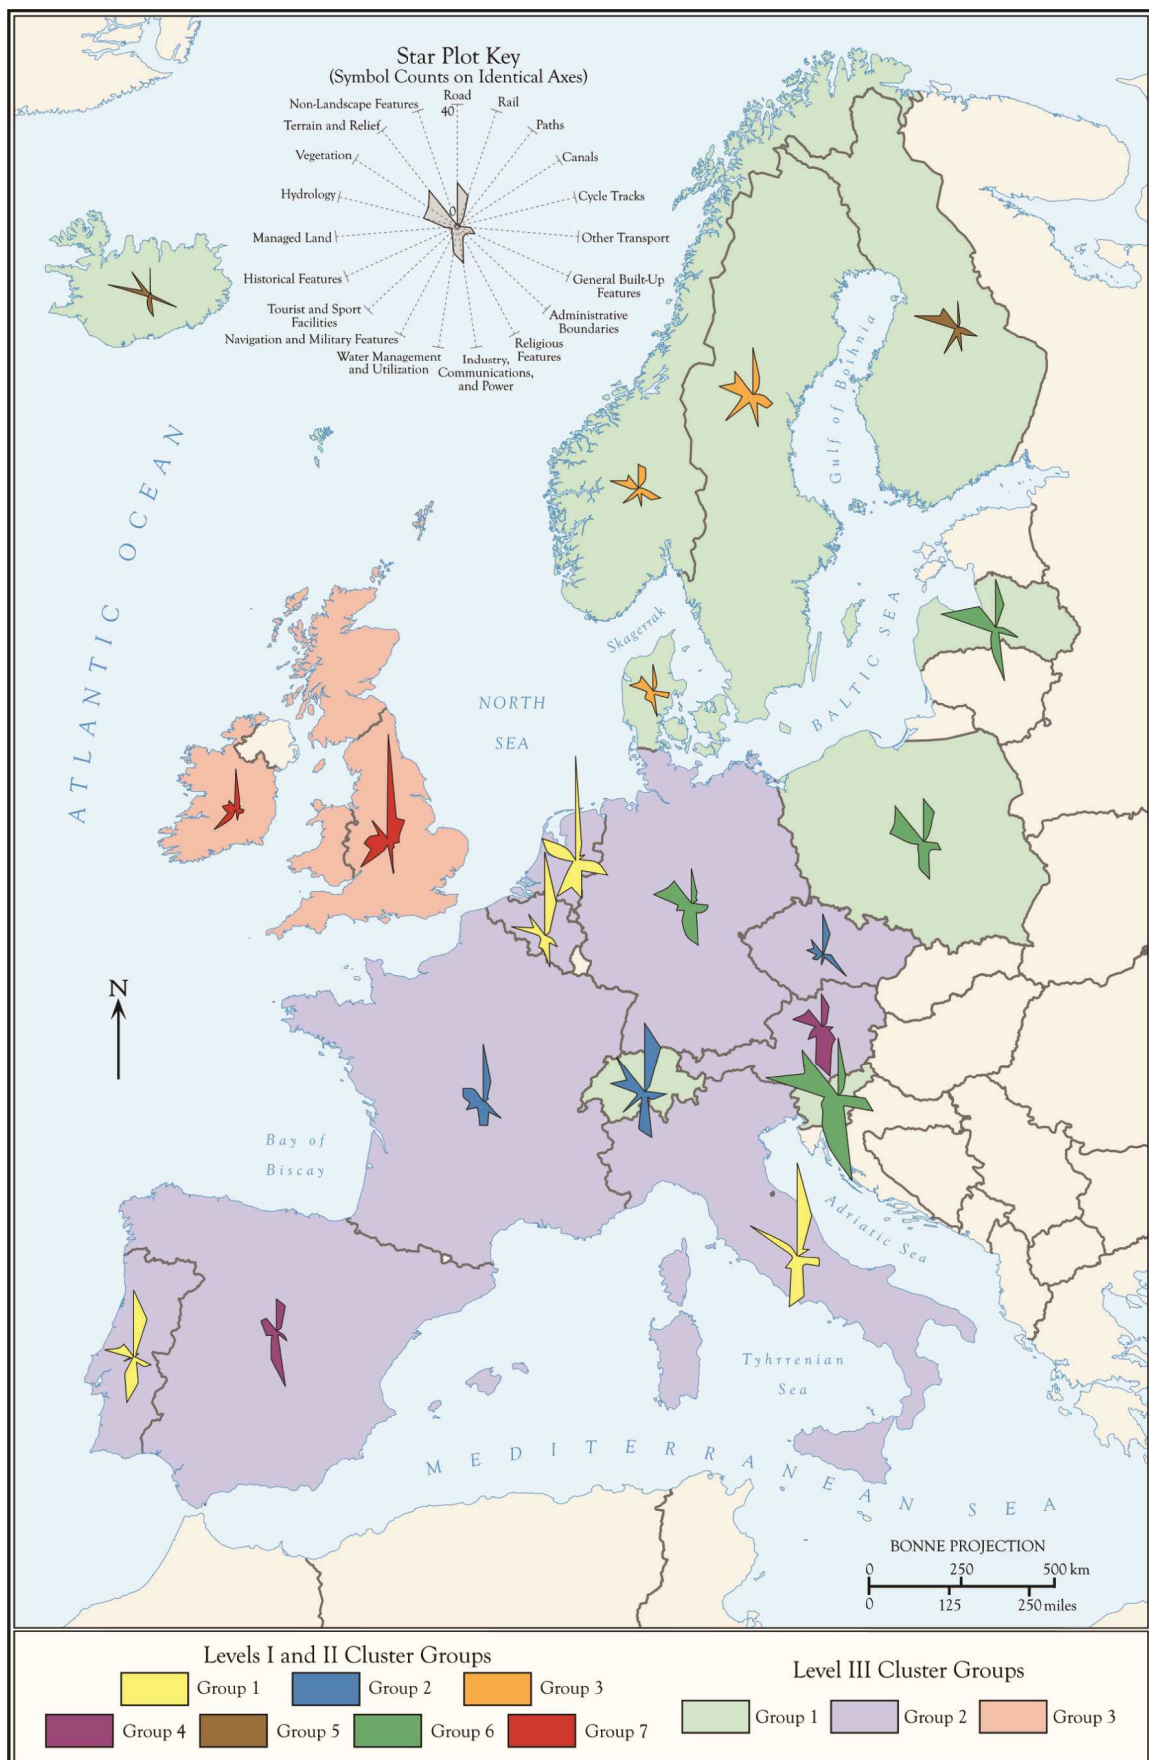 Star Plot Key
(Symbol Counts on Identical Axes)
Road
40
0
Rail
Paths
Canals
Cycle Tracks
Other Transport
General Built-Up
Features
Administrative
Boundaries
Religious
Features
Industry,
Communications,
and Power
Water Management
and Utilization
Navigation and Military Features
Tourist and Sport
Facilities
Historical Features
Managed Land
Hydrology
Vegetation
Terrain and Relief
Non-Landscape Features
ATLANTIC OCEAN
Gulf of Bothnia
Skagerrak
BALTIC SEA
NORTH
SEA
N
Bay of
Biscay
Adriatic Sea
Tyhrrenian
Sea
MEDITERRANEAN SEA
BONNE PROJECTION
0 250 500 km
0 125 250 miles
Levels I and II Cluster Groups
Group 1
Group 2
Group 3
Group 4
Group 5
Group 6
Group 7
Level III Cluster Groups
Group 1
Group 2
Group 3